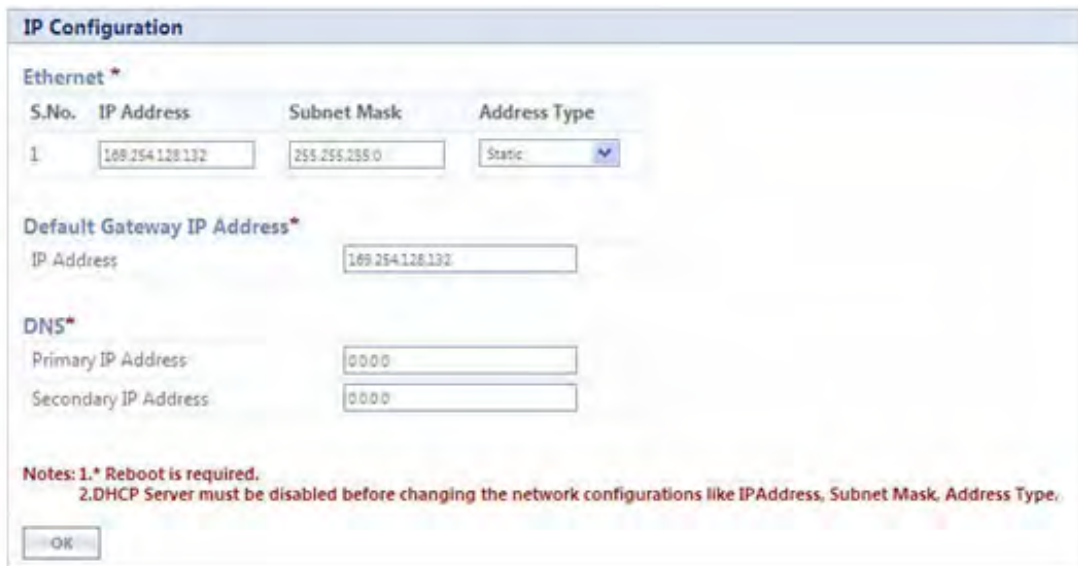 IP Configuration
Ethernet *
S.No. IP Address Subnet Mask Address Type
1 169.254.128.132 255.255.255.0 Static
Default Gateway IP Address*
IP Address 169.254.128.132
DNS*
Primary IP Address 0.0.0.0
Secondary IP Address 0.0.0.0
Notes: 1.* Reboot is required.
2.DHCP Server must be disabled before changing the network configurations like IPAddress, Subnet Mask, Address Type.
OK